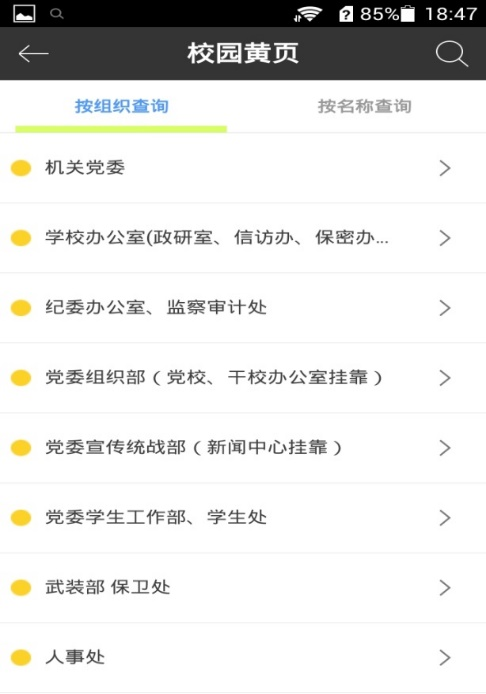 85% 18:47
校园黄页
按组织查询 按名称查询
机关党委
学校办公室(政研室、信访办、保密办...
纪委办公室、监察审计处
党委组织部（党校、干校办公室挂靠）
党委宣传统战部（新闻中心挂靠）
党委学生工作部、学生处
武装部 保卫处
人事处